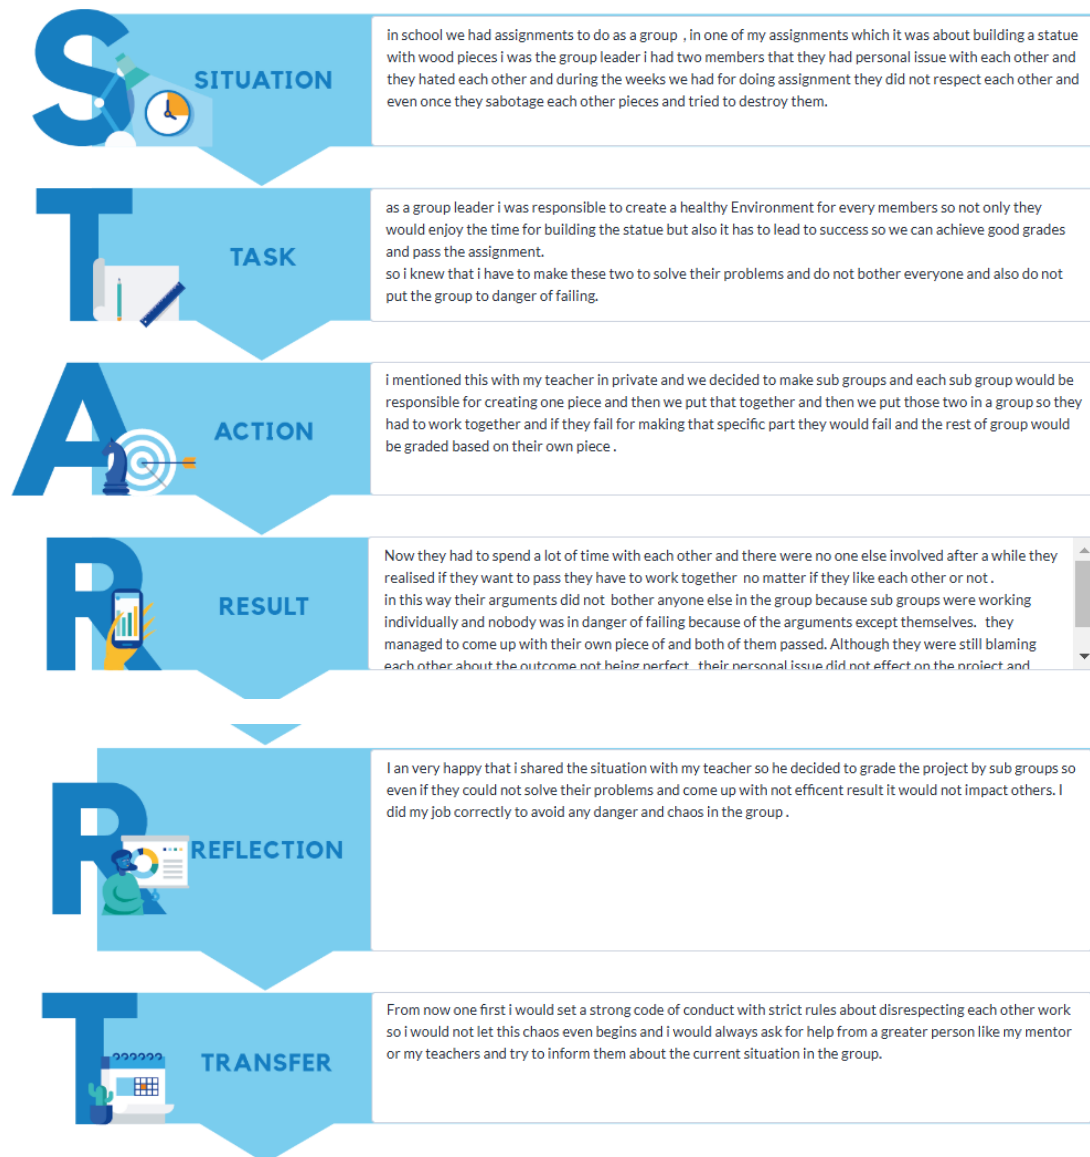 SITUATION
in school we had assignments to do as a group , in one of my assignments which it was about building a statue
with wood pieces i was the group leader i had two members that they had personal issue with each other and
they hated each other and during the weeks we had for doing assignment they did not respect each other and
even once they sabotage each other pieces and tried to destroy them.
TASK
as a group leader i was responsible to create a healthy Environment for every members so not only they
would enjoy the time for building the statue but also it has to lead to success so we can achieve good grades
and pass the assignment.
so i knew that i have to make these two to solve their problems and do not bother everyone and also do not
put the group to danger of failing.
ACTION
i mentioned this with my teacher in private and we decided to make sub groups and each sub group would be
responsible for creating one piece and then we put that together and then we put those two in a group so they
had to work together and if they fail for making that specific part they would fail and the rest of group would
be graded based on their own piece .
RESULT
Now they had to spend a lot of time with each other and there were no one else involved after a while they
realised if they want to pass they have to work together no matter if they like each other or not .
in this way their arguments did not bother anyone else in the group because sub groups were working
individually and nobody was in danger of failing because of the arguments except themselves. they
managed to come up with their own piece of and both of them passed. Although they were still blaming
each other about the outcome not being perfect their personal issue did not effect on the project and
REFLECTION
I an very happy that i shared the situation with my teacher so he decided to grade the project by sub groups so
even if they could not solve their problems and come up with not efficent result it would not impact others. I
did my job correctly to avoid any danger and chaos in the group .
TRANSFER
From now one first i would set a strong code of conduct with strict rules about disrespecting each other work
so i would not let this chaos even begins and i would always ask for help from a greater person like my mentor
or my teachers and try to inform them about the current situation in the group.